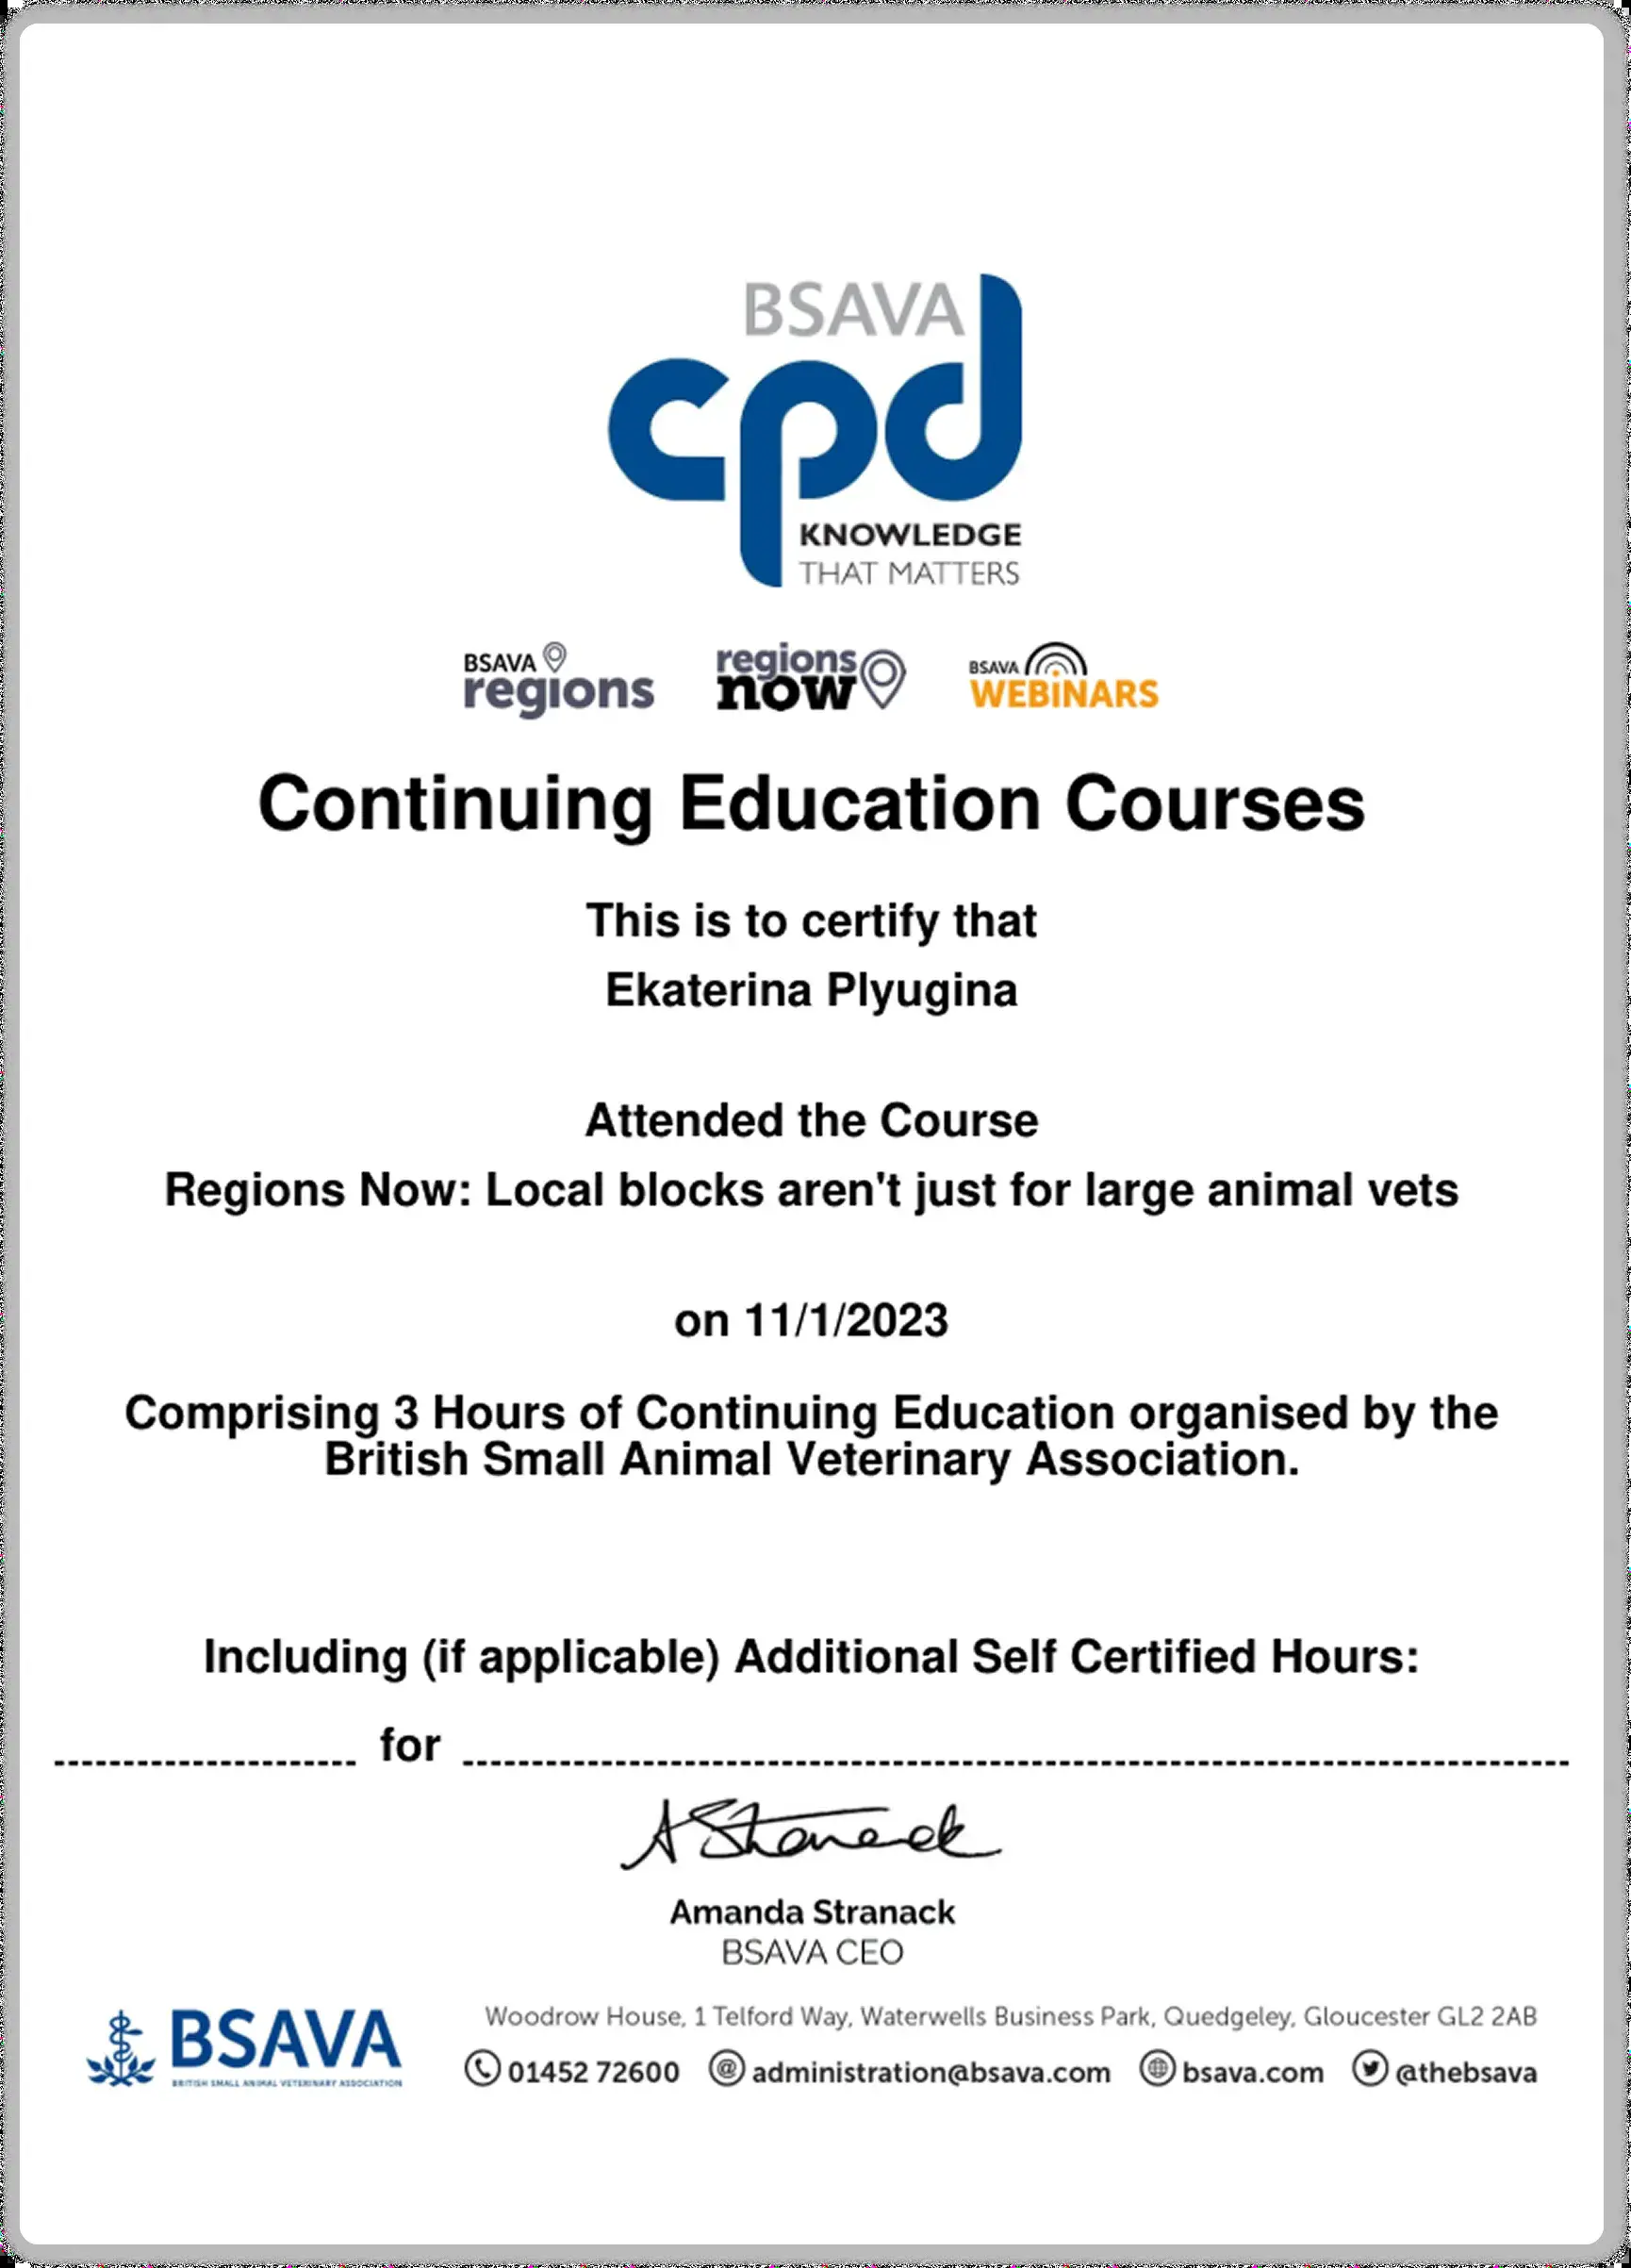 BSAVA
cpd
KNOWLEDGE
THAT MATTERS
BSAVA
regions
regions
now
BSAVA
WEBiNARS
Continuing Education Courses
This is to certify that
Ekaterina Plyugina
Attended the Course
Regions Now: Local blocks aren't just for large animal vets
on 11/1/2023
Comprising 3 Hours of Continuing Education organised by the
British Small Animal Veterinary Association.
Including (if applicable) Additional Self Certified Hours:
---------------------- for --------------------------------------------------------------------------------
A Stranack
Amanda Stranack
BSAVA CEO
BSAVA
BRITISH SMALL ANIMAL VETERINARY ASSOCIATION
Woodrow House, 1 Telford Way, Waterwells Business Park, Quedgeley, Gloucester GL2 2AB
01452 72600 administration@bsava.com bsava.com @thebsava